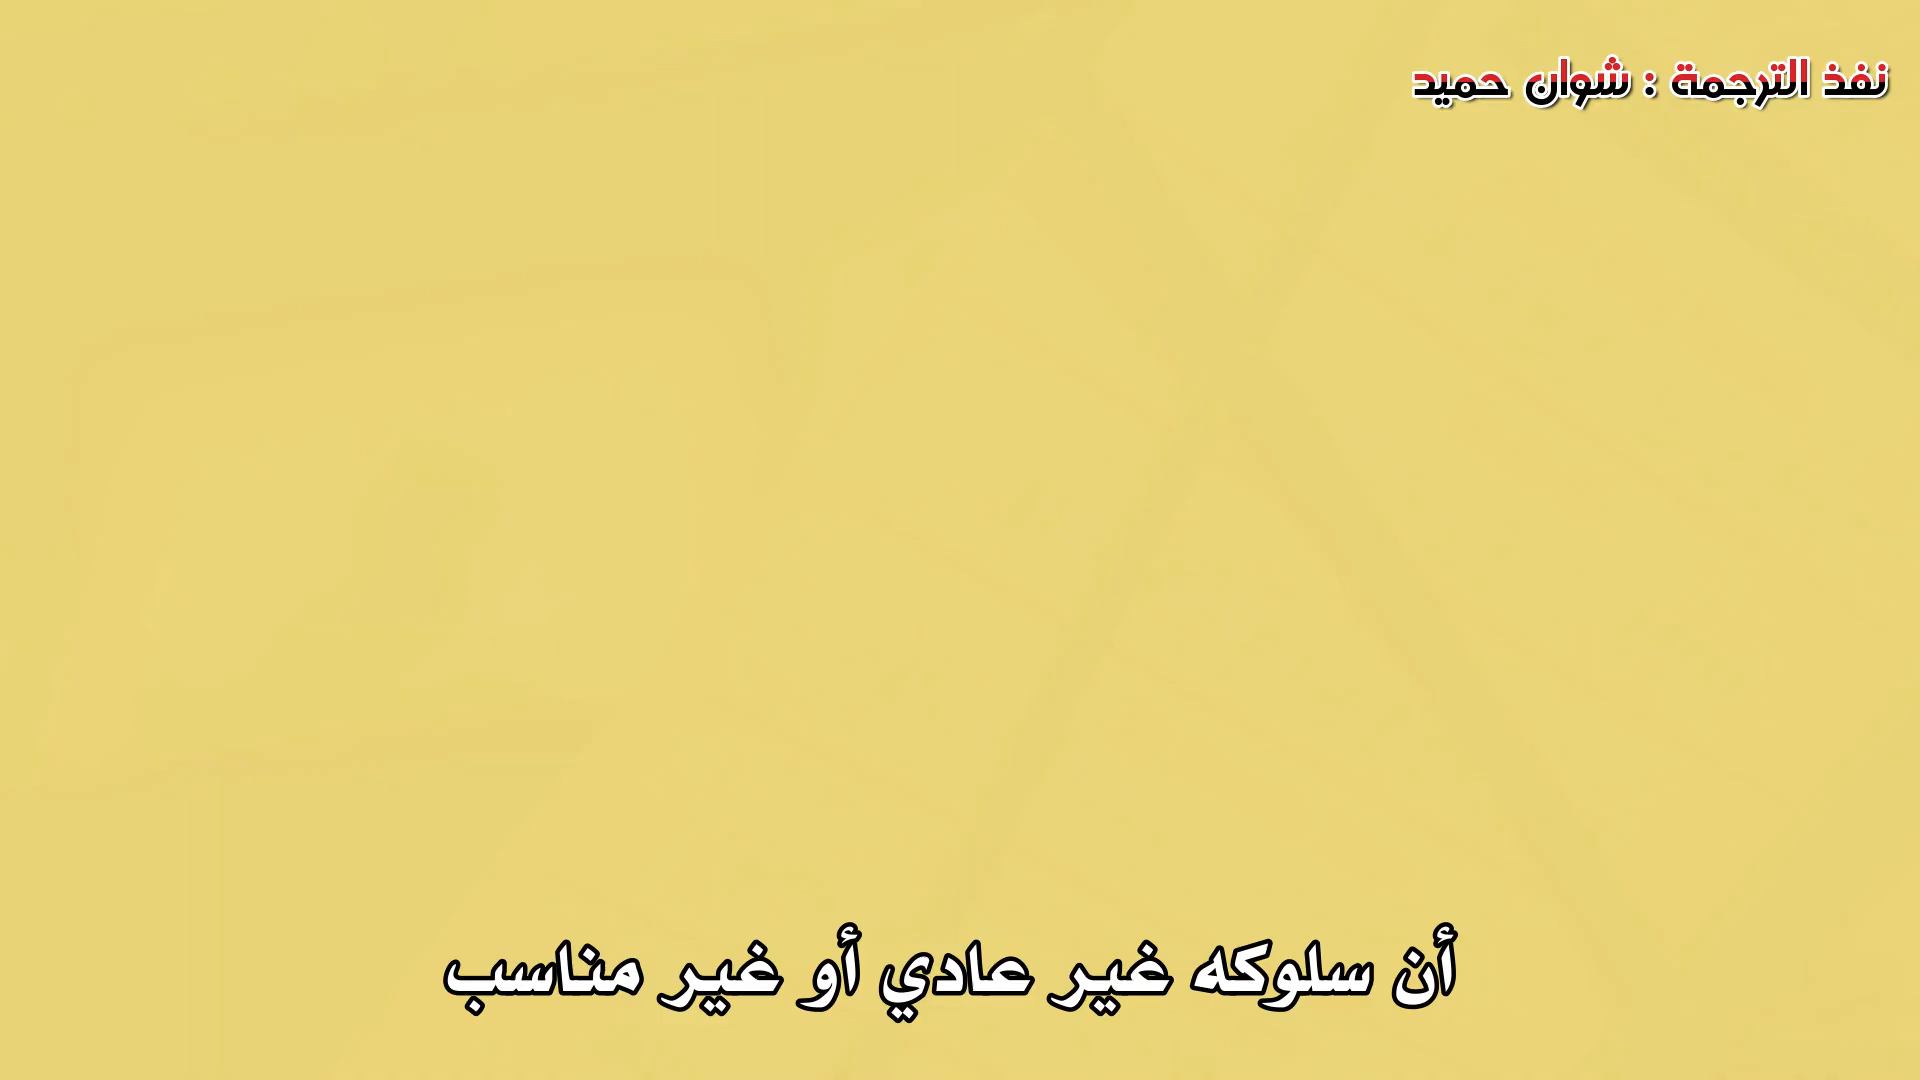 نفذ الترجمة : شوان حميد
أن سلوكه غير عادي أو غير مناسب